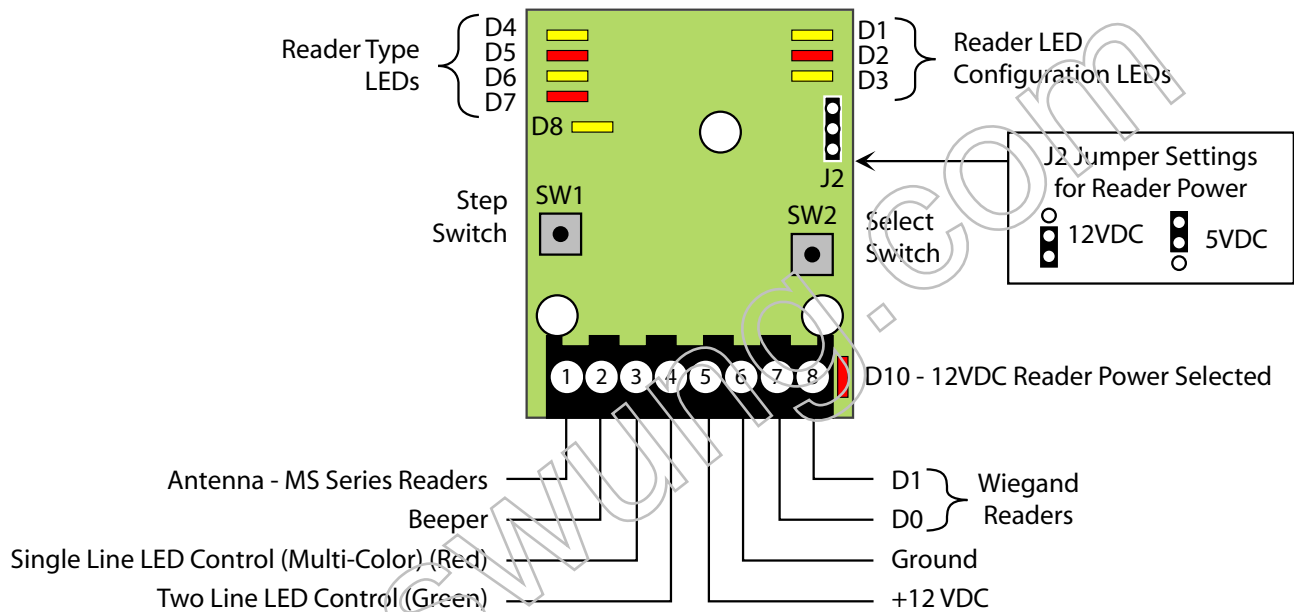 Reader Type
LEDs
D4
D5
D6
D7
D8
D1
D2
D3
Reader LED
Configuration LEDs
J2
J2 Jumper Settings
for Reader Power
12VDC
5VDC
Step
Switch
SW1
SW2
Select
Switch
1 2 3 4 5 6 7 8
D10 - 12VDC Reader Power Selected
Antenna - MS Series Readers
Beeper
Single Line LED Control (Multi-Color) (Red)
Two Line LED Control (Green)
D1
D0
Wiegand
Readers
Ground
+12 VDC
swung.com